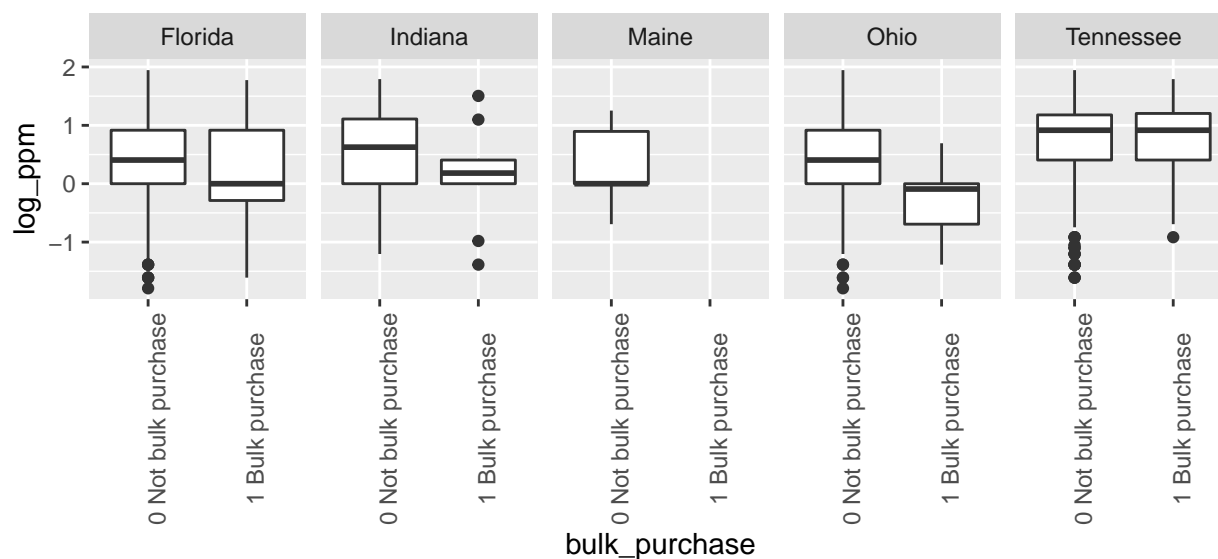 Florida
Indiana
Maine
Ohio
Tennessee
2
1
0
−1
log_ppm
0 Not bulk purchase
1 Bulk purchase
0 Not bulk purchase
1 Bulk purchase
0 Not bulk purchase
1 Bulk purchase
0 Not bulk purchase
1 Bulk purchase
0 Not bulk purchase
1 Bulk purchase
bulk_purchase